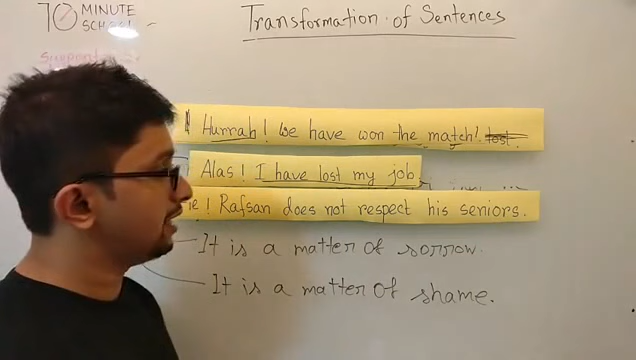 10 MINUTE
SCHOOL
Transformation of Sentences
Hurrah! We have won the match!
Alas! I have lost my job
ie! Rafsan does not respect his seniors.
It is a matter of sorrow.
It is a matter of shame.